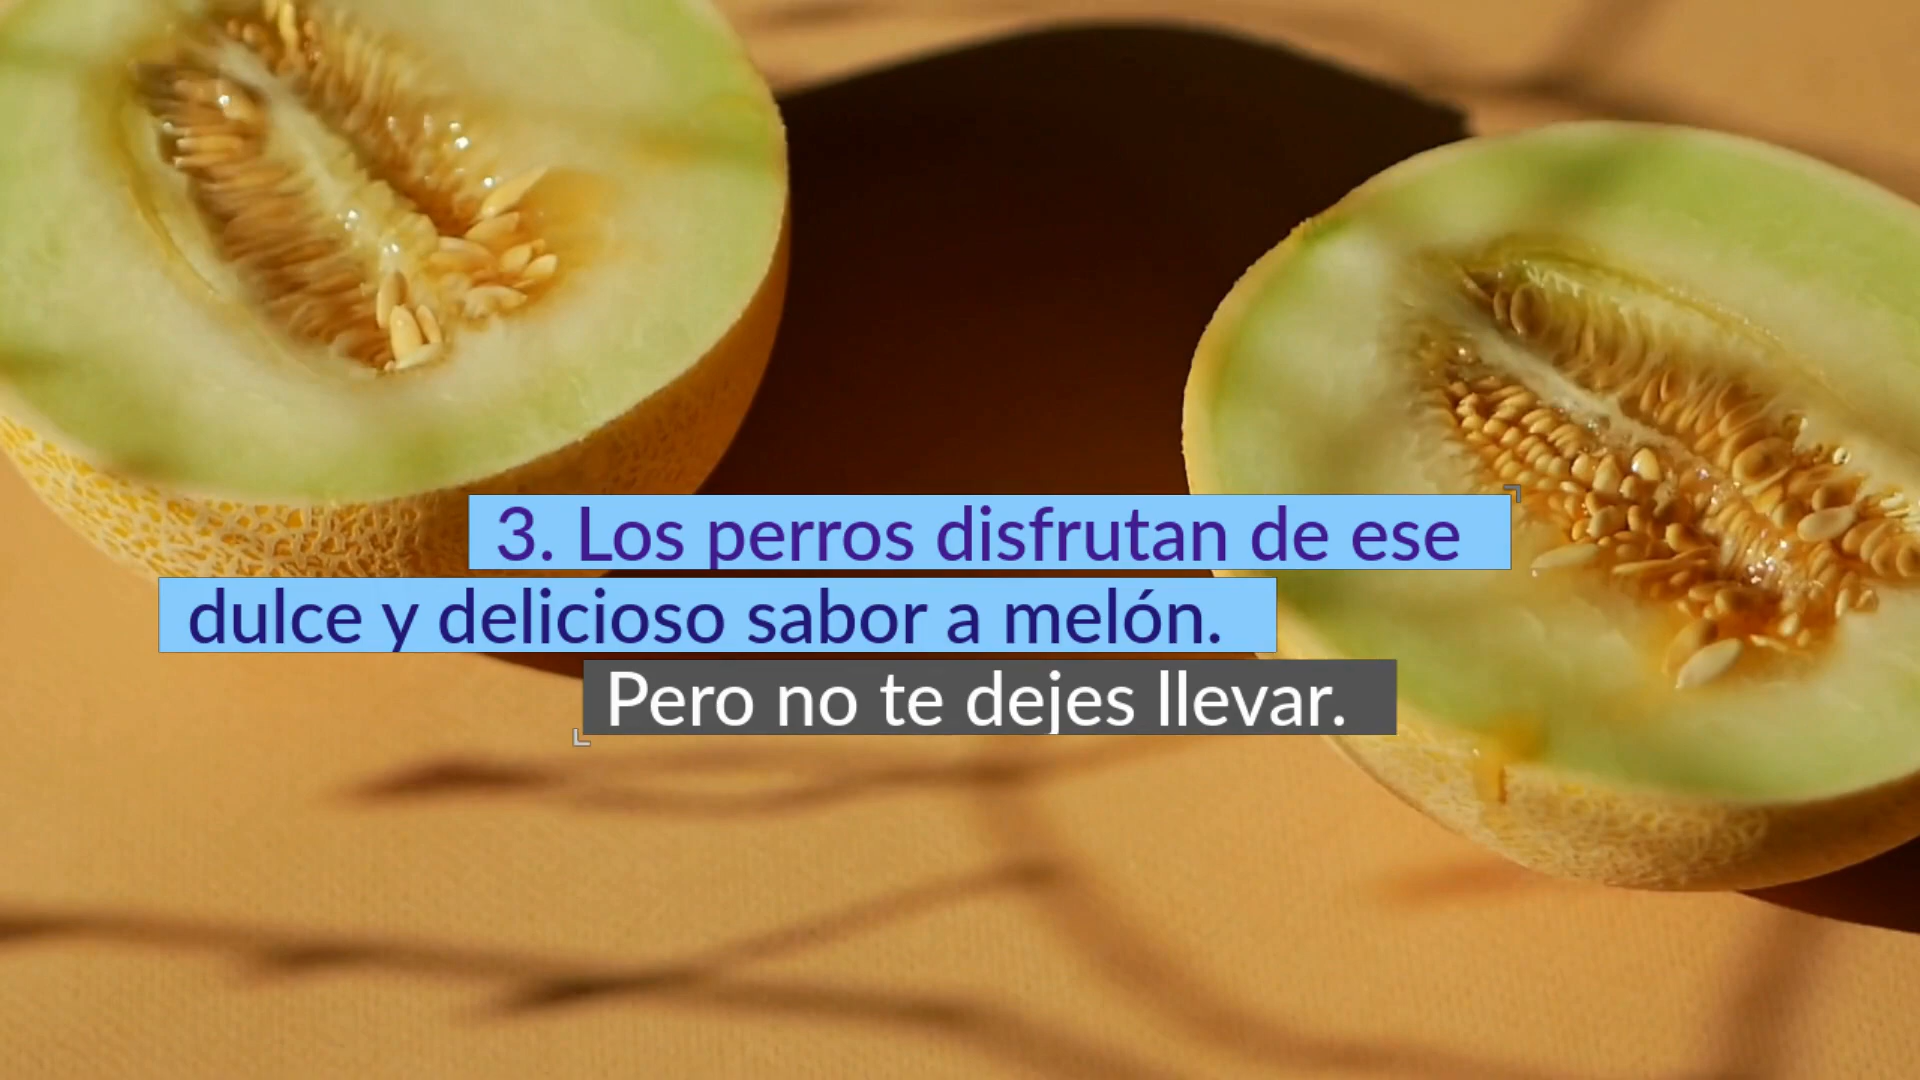 3. Los perros disfrutan de ese
dulce y delicioso sabor a melón.
Pero no te dejes llevar.